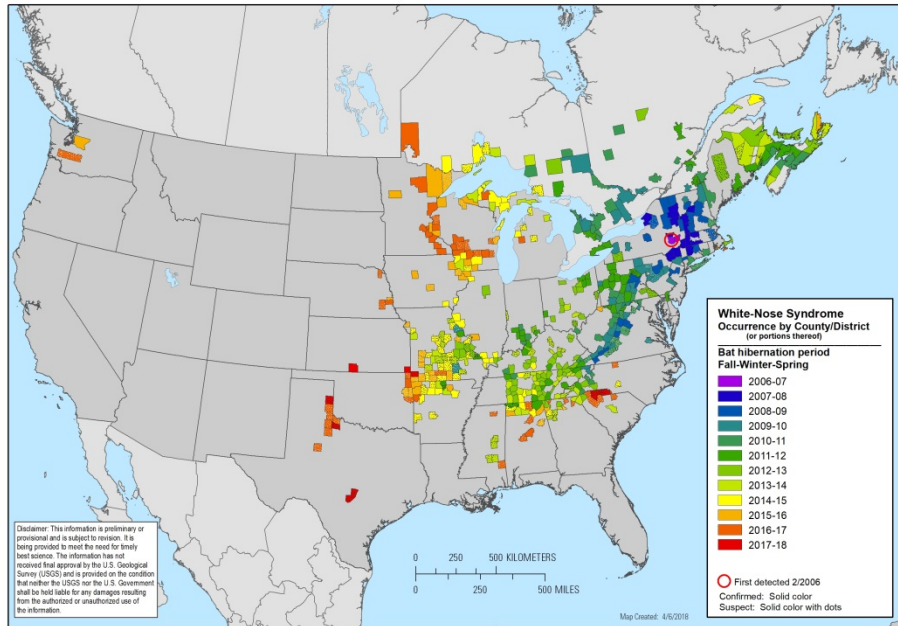 White-Nose Syndrome
Occurrence by County/District
(or portions thereof)
Bat hibernation period
Fall-Winter-Spring
2006-07
2007-08
2008-09
2009-10
2010-11
2011-12
2012-13
2013-14
2014-15
2015-16
2016-17
2017-18
First detected 2/2006
Confirmed: Solid color
Suspect: Solid color with dots
Disclaimer: This information is preliminary or
provisional and is subject to revision. It is
being provided to meet the need for timely
best science. The information has not
received final approval by the U.S. Geological
Survey (USGS) and is provided on the condition
that neither the USGS nor the U.S. Government
shall be held liable for any damages resulting
from the authorized or unauthorized use of
the information.
0 250 500 KILOMETERS
0 250 500 MILES
Map Created: 4/6/2018